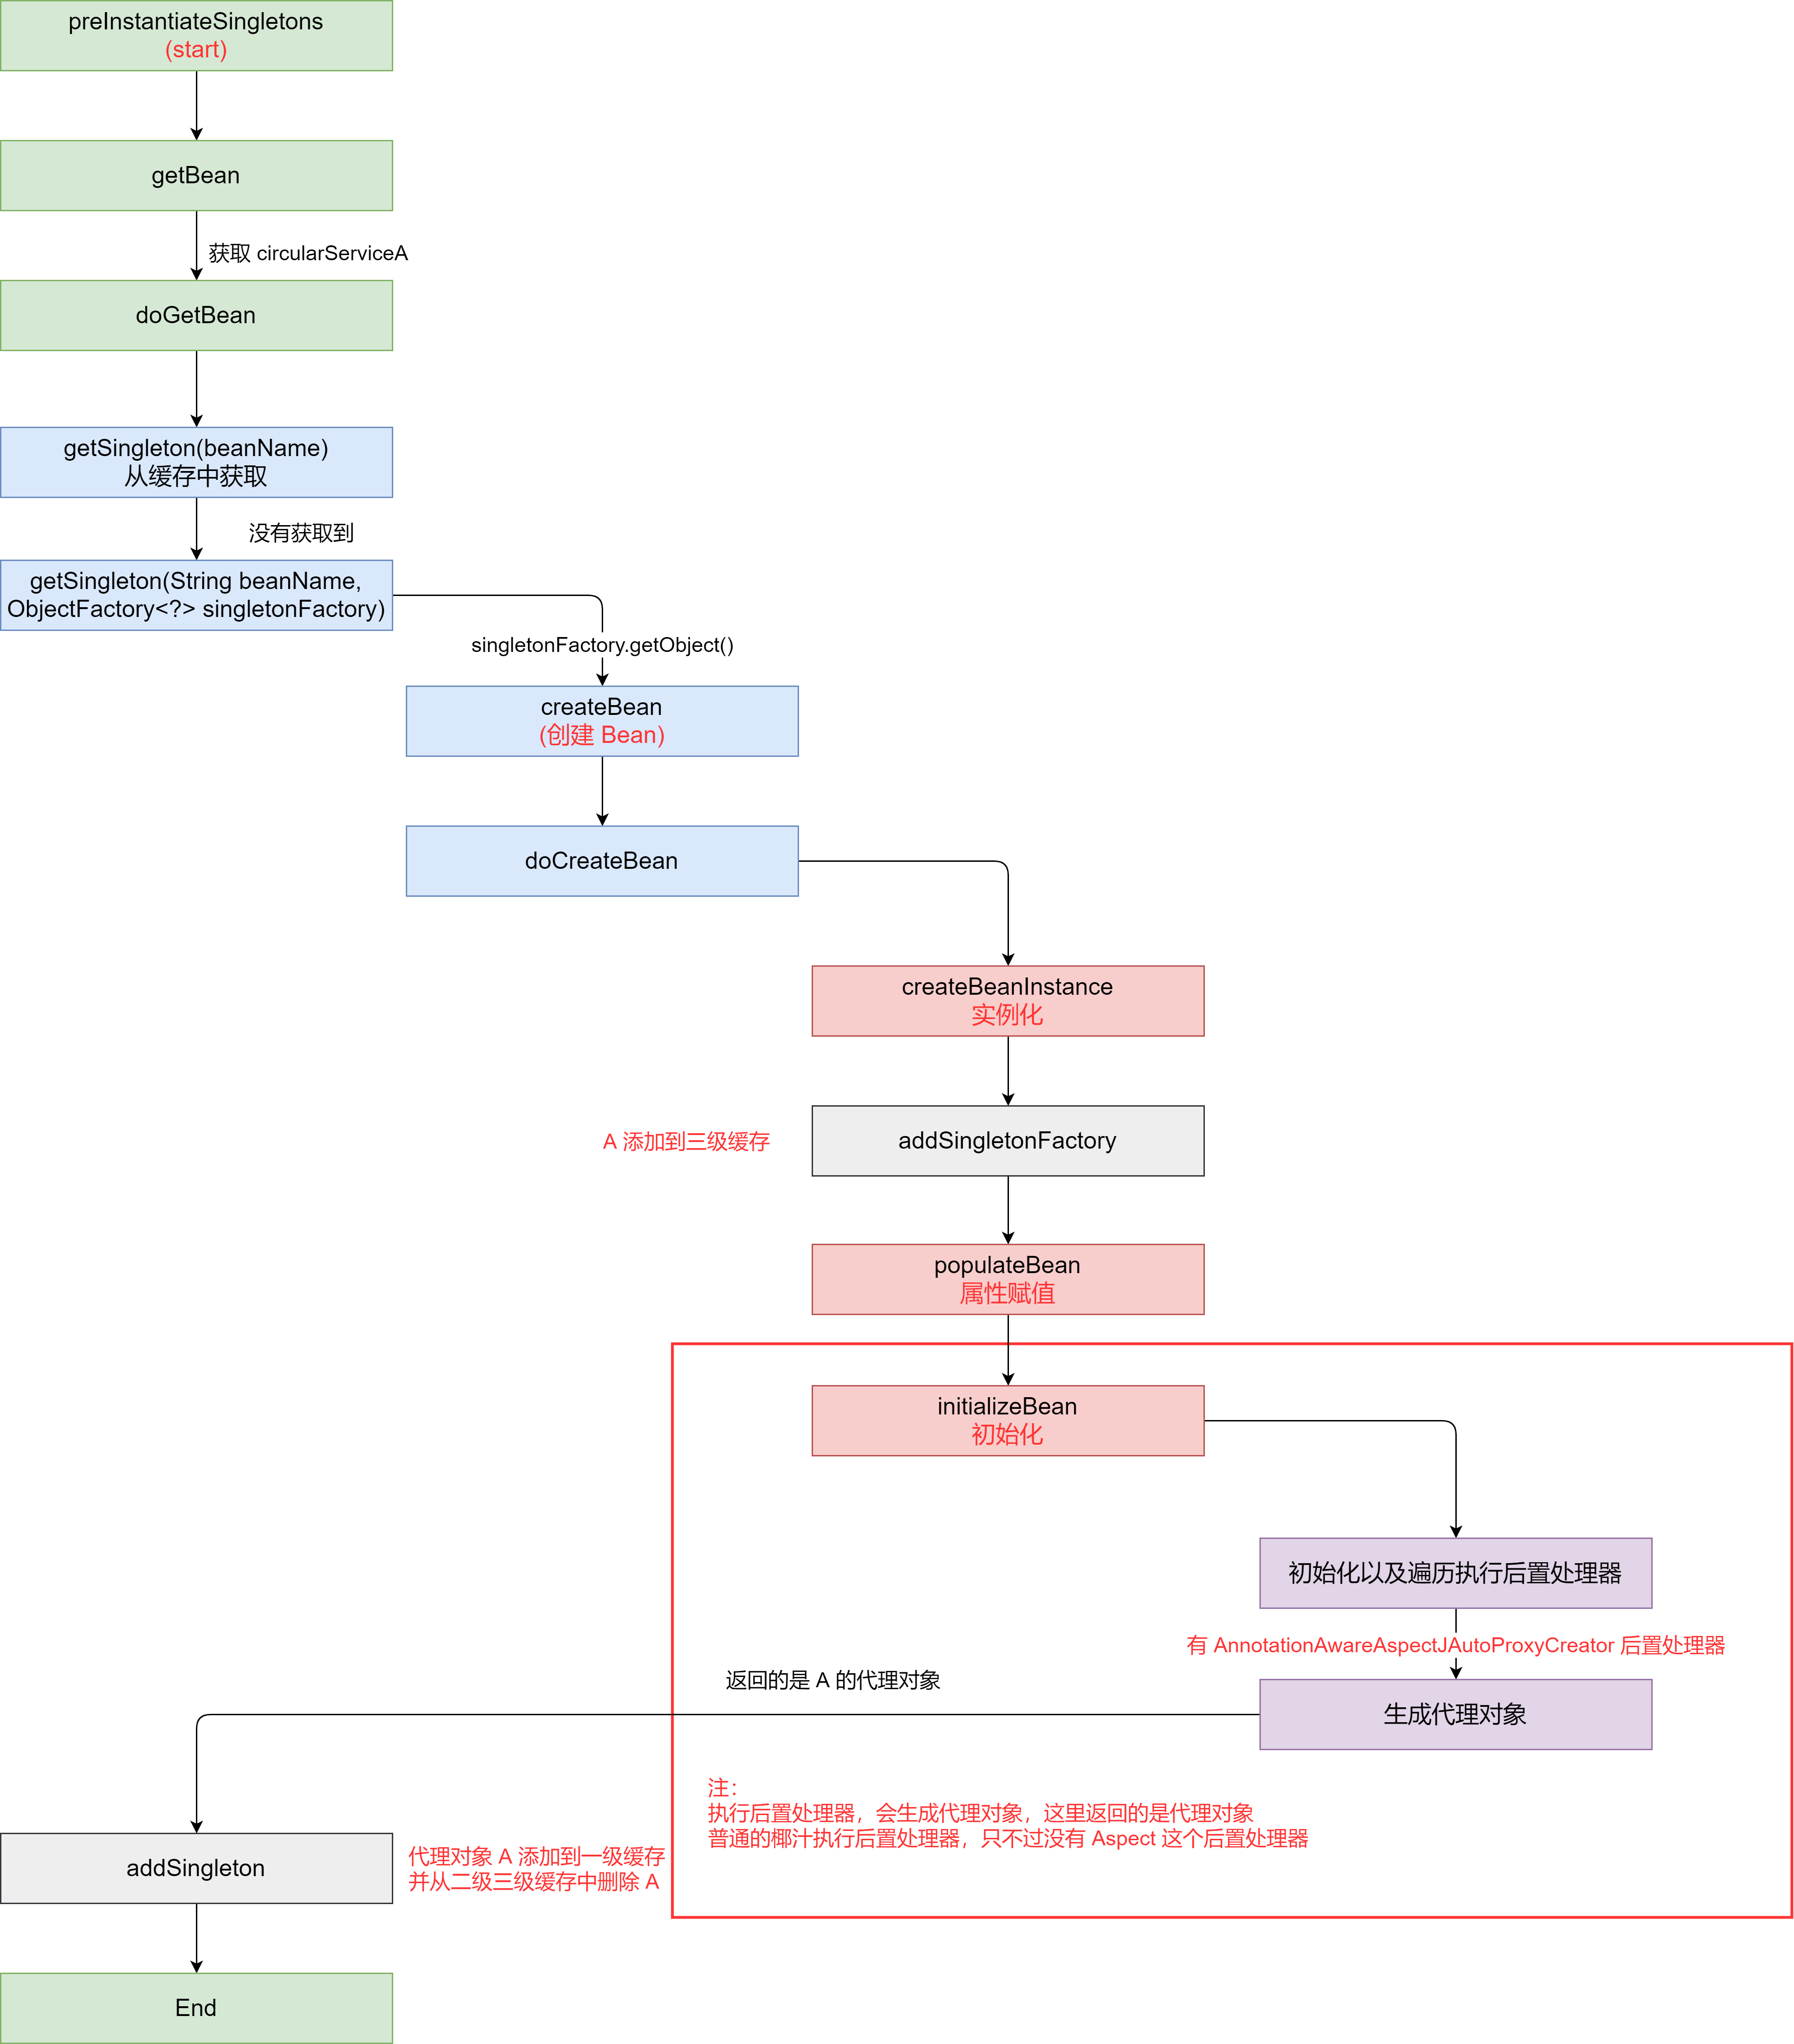 preInstantiateSingletons
(start)
getBean
获取 circularServiceA
doGetBean
getSingleton(beanName)
从缓存中获取
没有获取到
getSingleton(String beanName,
ObjectFactory<?> singletonFactory)
singletonFactory.getObject()
createBean
(创建 Bean)
doCreateBean
createBeanInstance
实例化
A 添加到三级缓存
addSingletonFactory
populateBean
属性赋值
initializeBean
初始化
初始化以及遍历执行后置处理器
有 AnnotationAwareAspectJAutoProxyCreator 后置处理器
返回的是 A 的代理对象
生成代理对象
注：
执行后置处理器，会生成代理对象，这里返回的是代理对象
普通的椰汁执行后置处理器，只不过没有 Aspect 这个后置处理器
addSingleton
代理对象 A 添加到一级缓存
并从二级三级缓存中删除 A
End